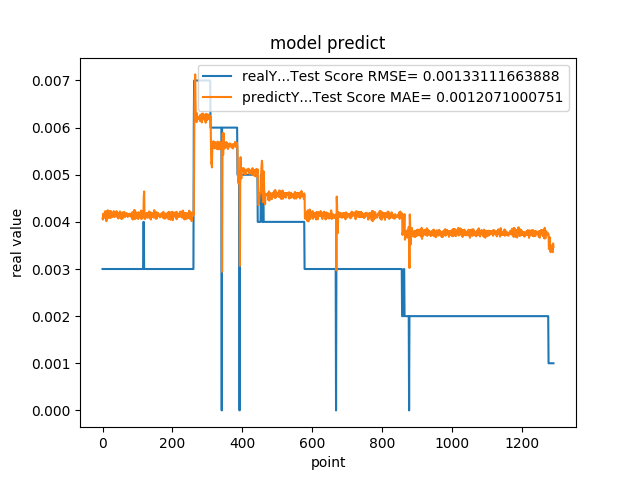 model predict
realY...Test Score RMSE= 0.00133111663888
predictY...Test Score MAE= 0.0012071000751
0.007
0.006
0.005
0.004
0.003
0.002
0.001
0.000
real value
0 200 400 600 800 1000 1200
point